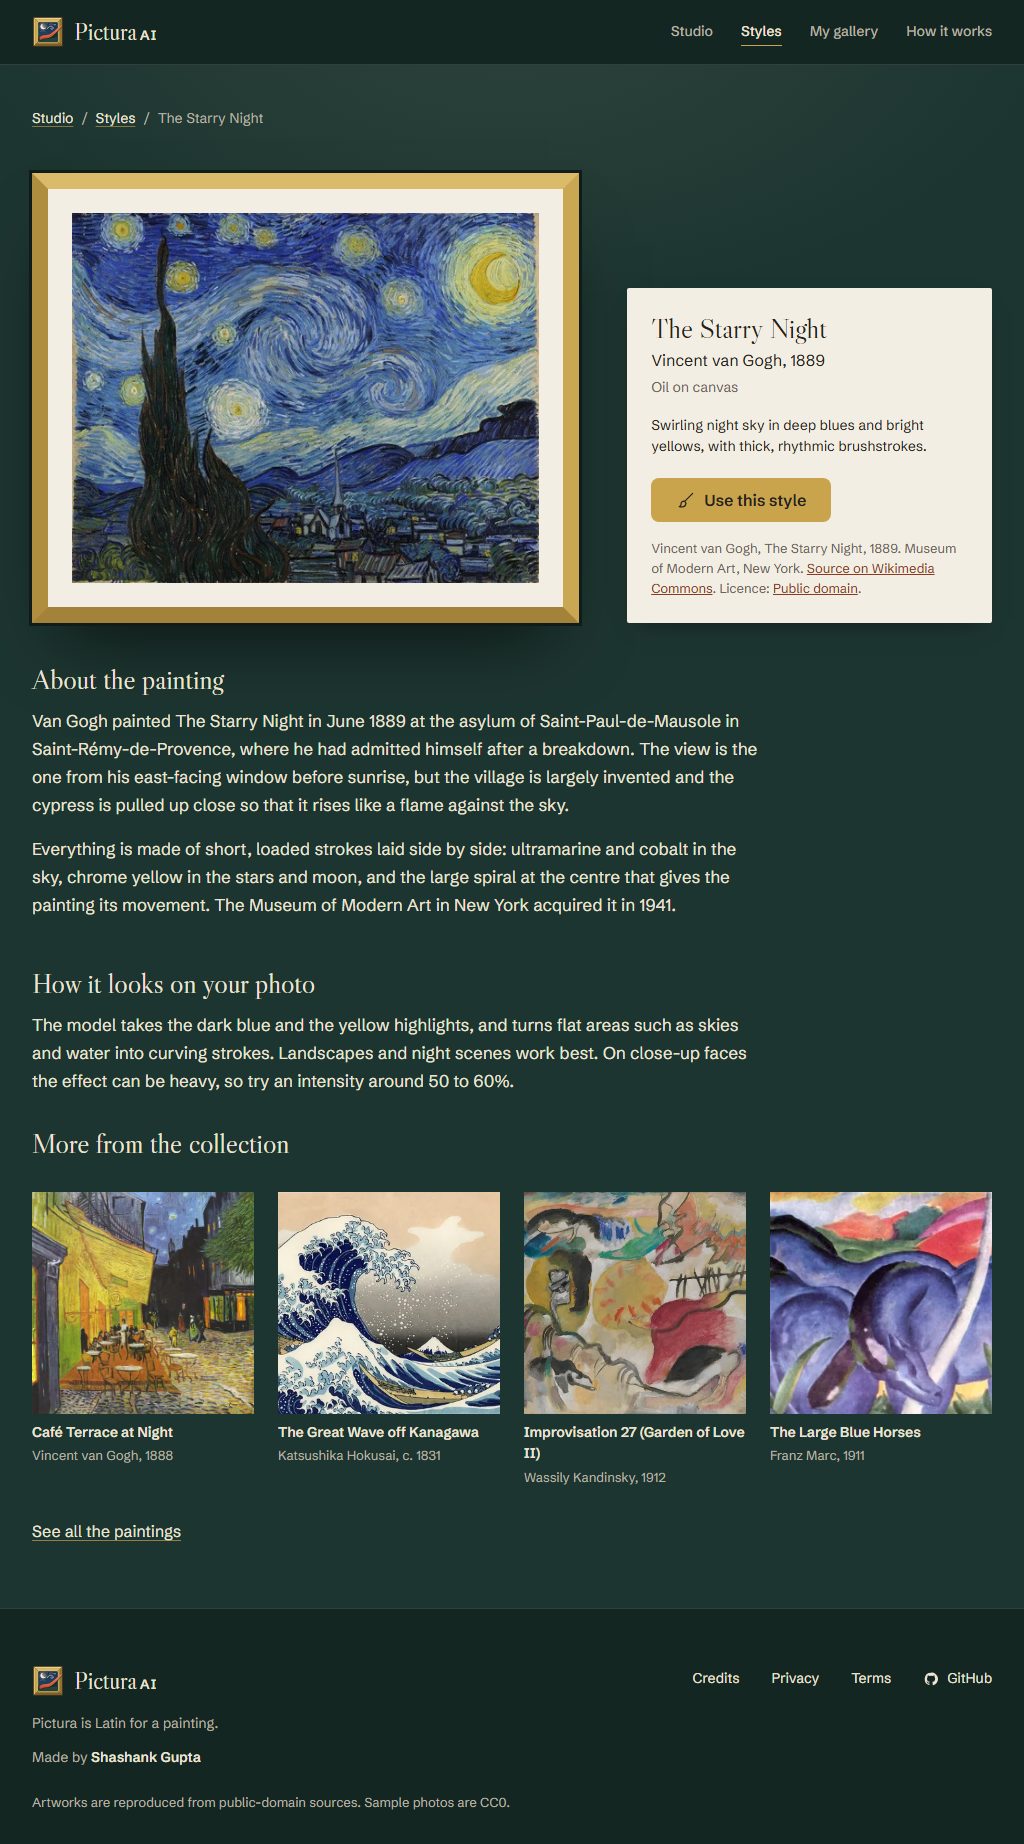 Pictura AI
Studio
Styles
My gallery
How it works
Studio / Styles / The Starry Night
The Starry Night
Vincent van Gogh, 1889
Oil on canvas
Swirling night sky in deep blues and bright
yellows, with thick, rhythmic brushstrokes.
Use this style
Vincent van Gogh, The Starry Night, 1889. Museum
of Modern Art, New York. Source on Wikimedia
Commons. Licence: Public domain.
About the painting
Van Gogh painted The Starry Night in June 1889 at the asylum of Saint-Paul-de-Mausole in
Saint-Rémy-de-Provence, where he had admitted himself after a breakdown. The view is the
one from his east-facing window before sunrise, but the village is largely invented and the
cypress is pulled up close so that it rises like a flame against the sky.
Everything is made of short, loaded strokes laid side by side: ultramarine and cobalt in the
sky, chrome yellow in the stars and moon, and the large spiral at the centre that gives the
painting its movement. The Museum of Modern Art in New York acquired it in 1941.
How it looks on your photo
The model takes the dark blue and the yellow highlights, and turns flat areas such as skies
and water into curving strokes. Landscapes and night scenes work best. On close-up faces
the effect can be heavy, so try an intensity around 50 to 60%.
More from the collection
Café Terrace at Night
Vincent van Gogh, 1888
The Great Wave off Kanagawa
Katsushika Hokusai, c. 1831
Improvisation 27 (Garden of Love
II)
Wassily Kandinsky, 1912
The Large Blue Horses
Franz Marc, 1911
See all the paintings
Pictura AI
Credits
Privacy
Terms
GitHub
Pictura is Latin for a painting.
Made by Shashank Gupta
Artworks are reproduced from public-domain sources. Sample photos are CC0.